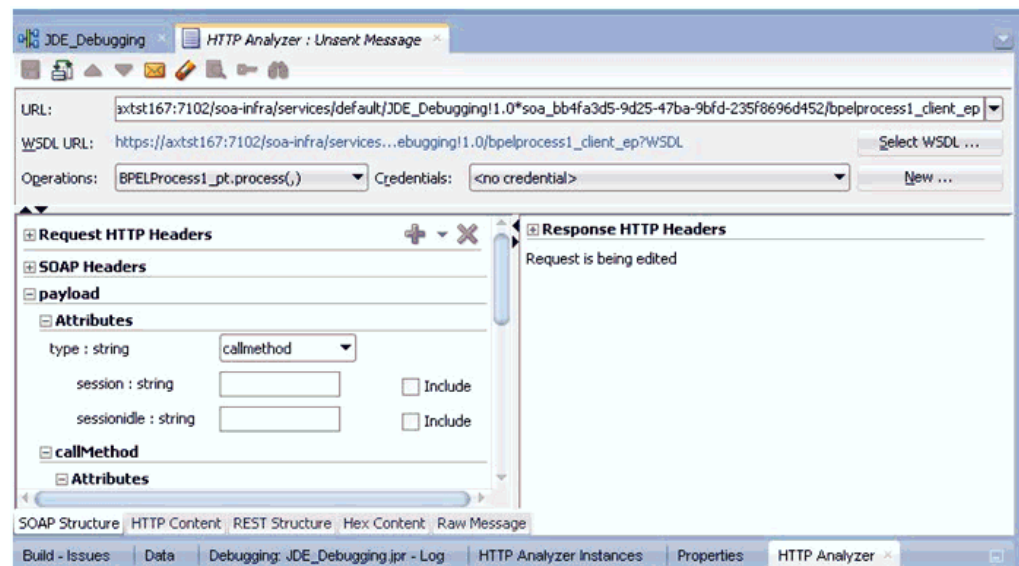 JDE_Debugging HTTP Analyzer : Unsent Message
URL: axtst167:7102/soa-infra/services/default/JDE_Debugging!1.0*soa_bb4fa3d5-9d25-47ba-9bfd-235f8696d452/bpelprocess1_client_ep
WSDL URL: https://axtst167:7102/soa-infra/services...ebugging!1.0/bpelprocess1_client_ep?WSDL Select WSDL ...
Operations: BPELProcess1_pt.process(,) Credentials: <no credential> New ...
Request HTTP Headers
Response HTTP Headers
SOAP Headers
Request is being edited
payload
Attributes
type : string callmethod
session : string Include
sessionidle : string Include
callMethod
Attributes
SOAP Structure HTTP Content REST Structure Hex Content Raw Message
Build - Issues Data Debugging: JDE_Debugging.jpr - Log HTTP Analyzer Instances Properties HTTP Analyzer